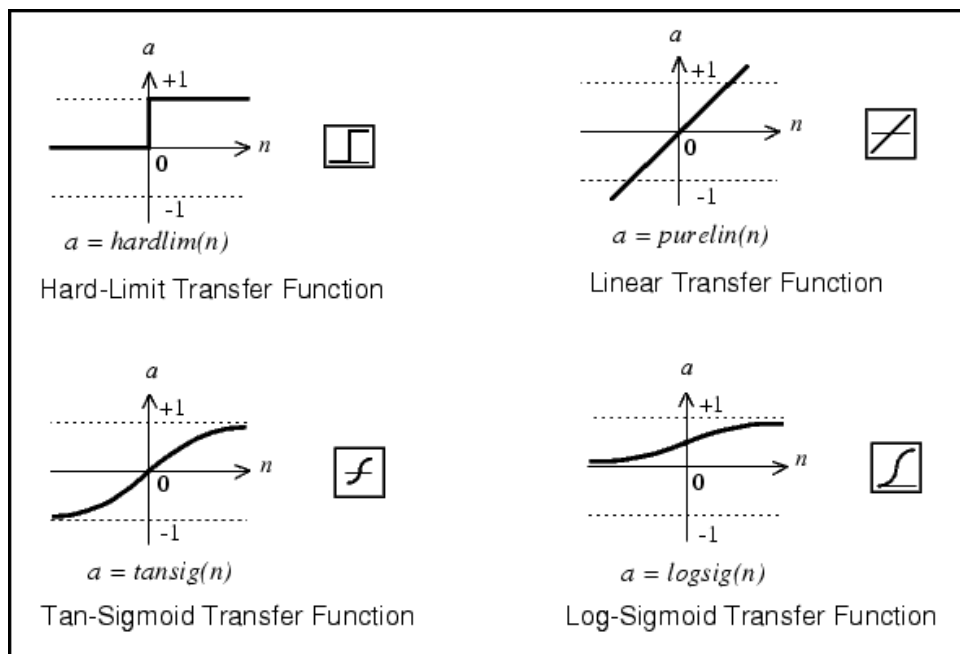 a
+1
n
0
-1
a = hardlim(n)
Hard-Limit Transfer Function
a
+1
n
0
-1
a = purelin(n)
Linear Transfer Function
a
+1
n
0
-1
a = tansig(n)
Tan-Sigmoid Transfer Function
a
+1
n
0
-1
a = logsig(n)
Log-Sigmoid Transfer Function